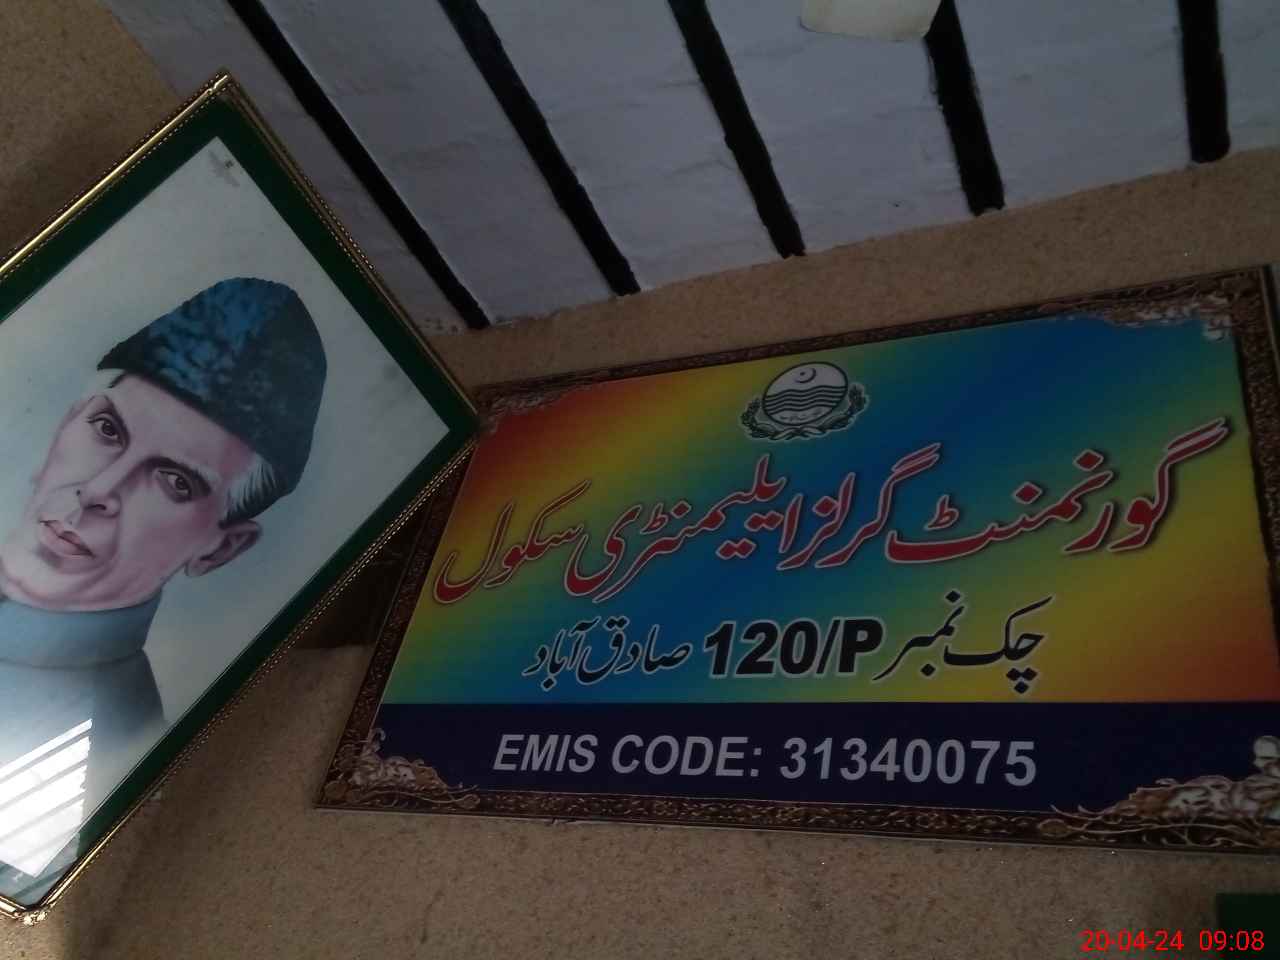 گورنمنٹ گرلز ایلیمنٹری سکول
چک نمبر 120/P صادق آباد
EMIS CODE: 31340075
20-04-24 09:08